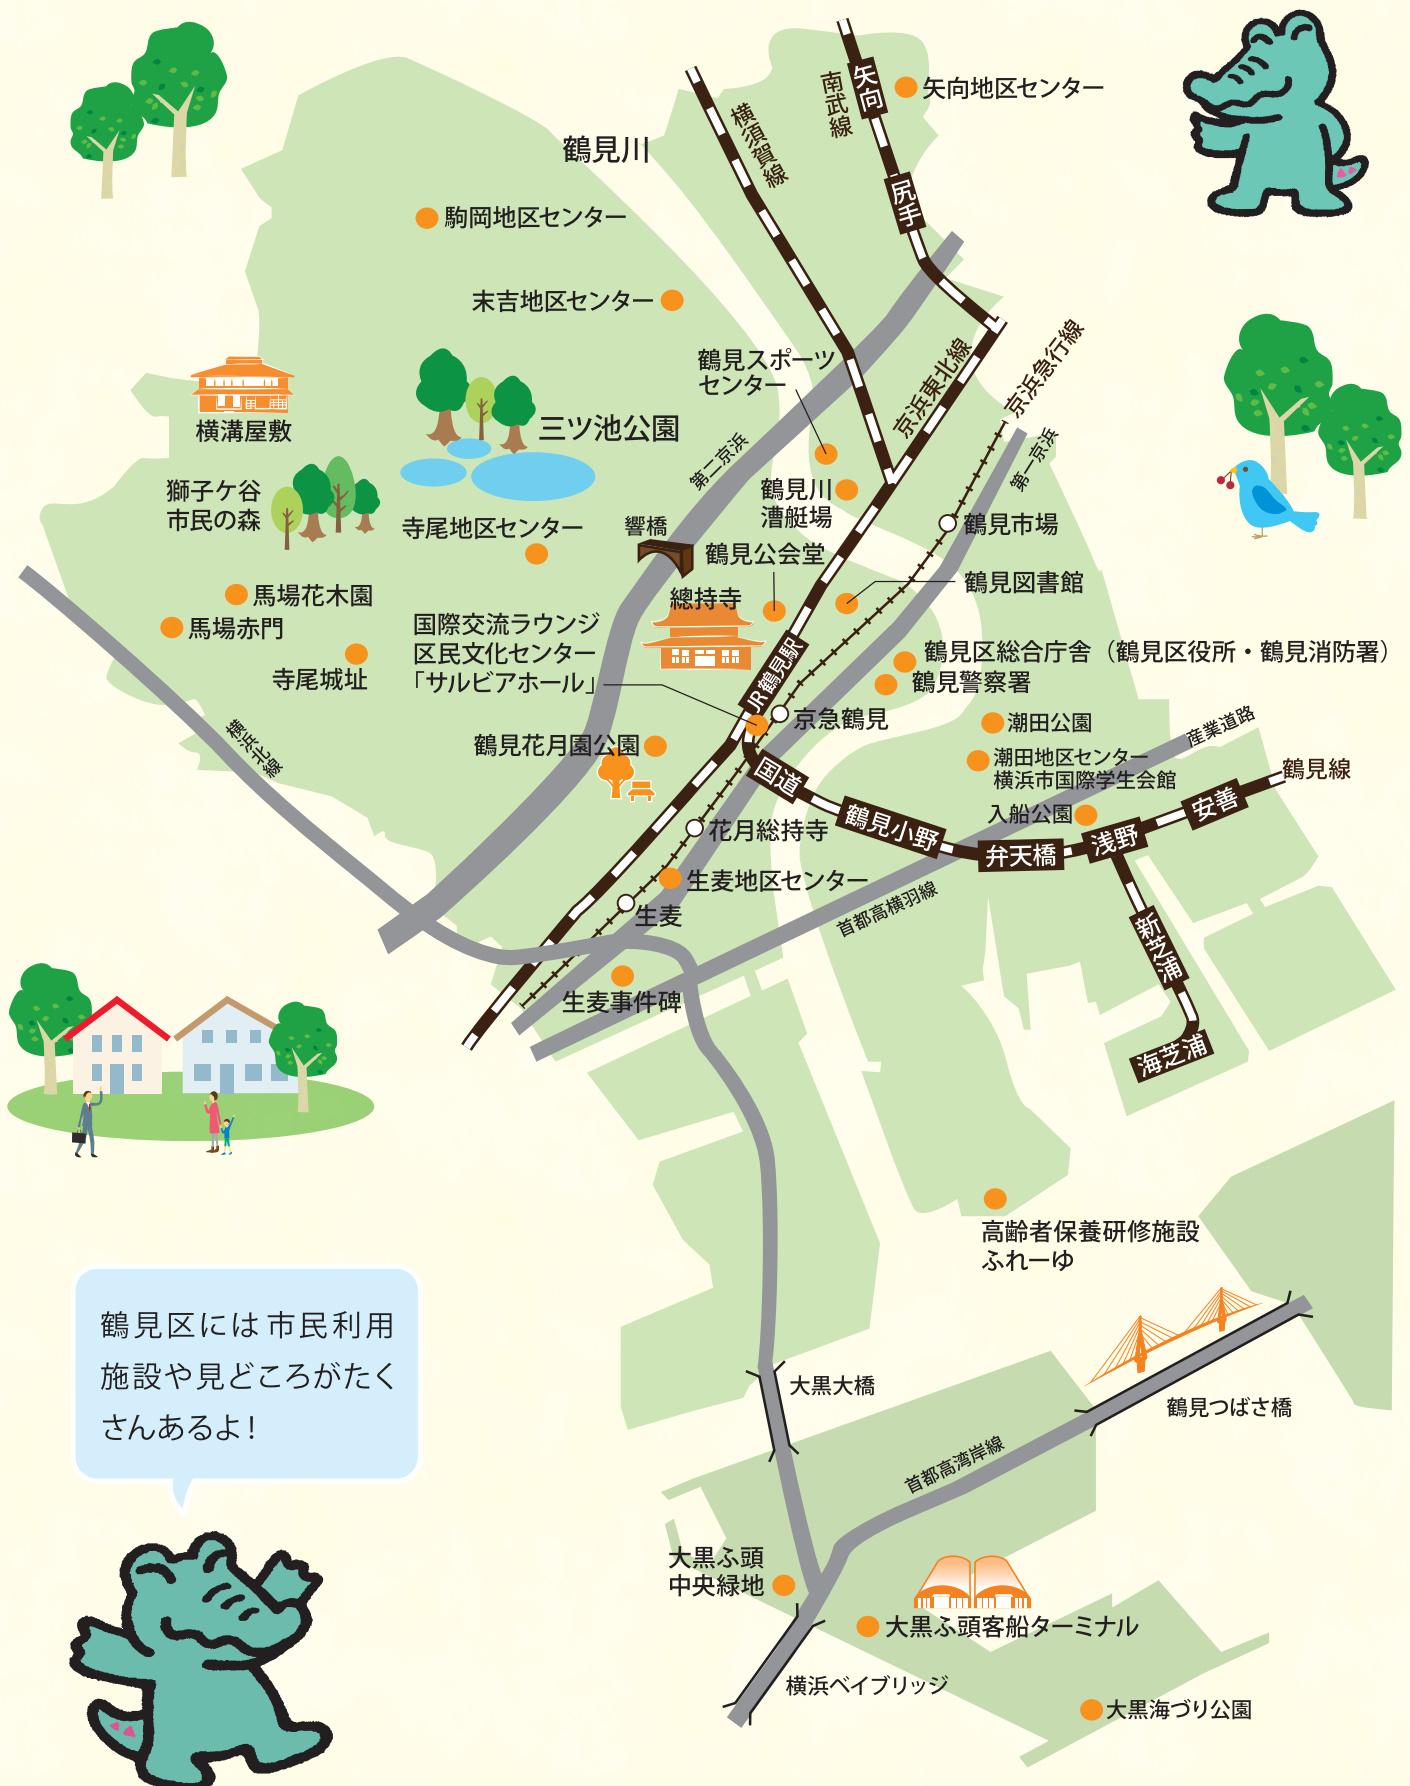 矢向
南武線
矢向地区センター
横須賀線
鶴見川
尻手
駒岡地区センター
末吉地区センター
鶴見スポーツ
センター
京浜東北線
京浜急行線
横溝屋敷
三ツ池公園
第二京浜
第一京浜
獅子ケ谷
市民の森
鶴見川
漕艇場
寺尾地区センター
響橋
鶴見市場
鶴見公会堂
鶴見図書館
馬場花木園
總持寺
馬場赤門
国際交流ラウンジ
区民文化センター
「サルビアホール」
JR鶴見駅
鶴見区総合庁舎（鶴見区役所・鶴見消防署）
鶴見警察署
寺尾城址
京急鶴見
潮田公園
産業道路
横浜北線
鶴見花月園公園
潮田地区センター
横浜市国際学生会館
国道
鶴見線
入船公園
安善
鶴見小野
花月総持寺
弁天橋
浅野
生麦地区センター
首都高横羽線
生麦
新芝浦
生麦事件碑
海芝浦
高齢者保養研修施設
ふれーゆ
鶴見区には市民利用
施設や見どころがたく
さんあるよ！
大黒大橋
鶴見つばさ橋
首都高湾岸線
大黒ふ頭
中央緑地
大黒ふ頭客船ターミナル
横浜ベイブリッジ
大黒海づり公園